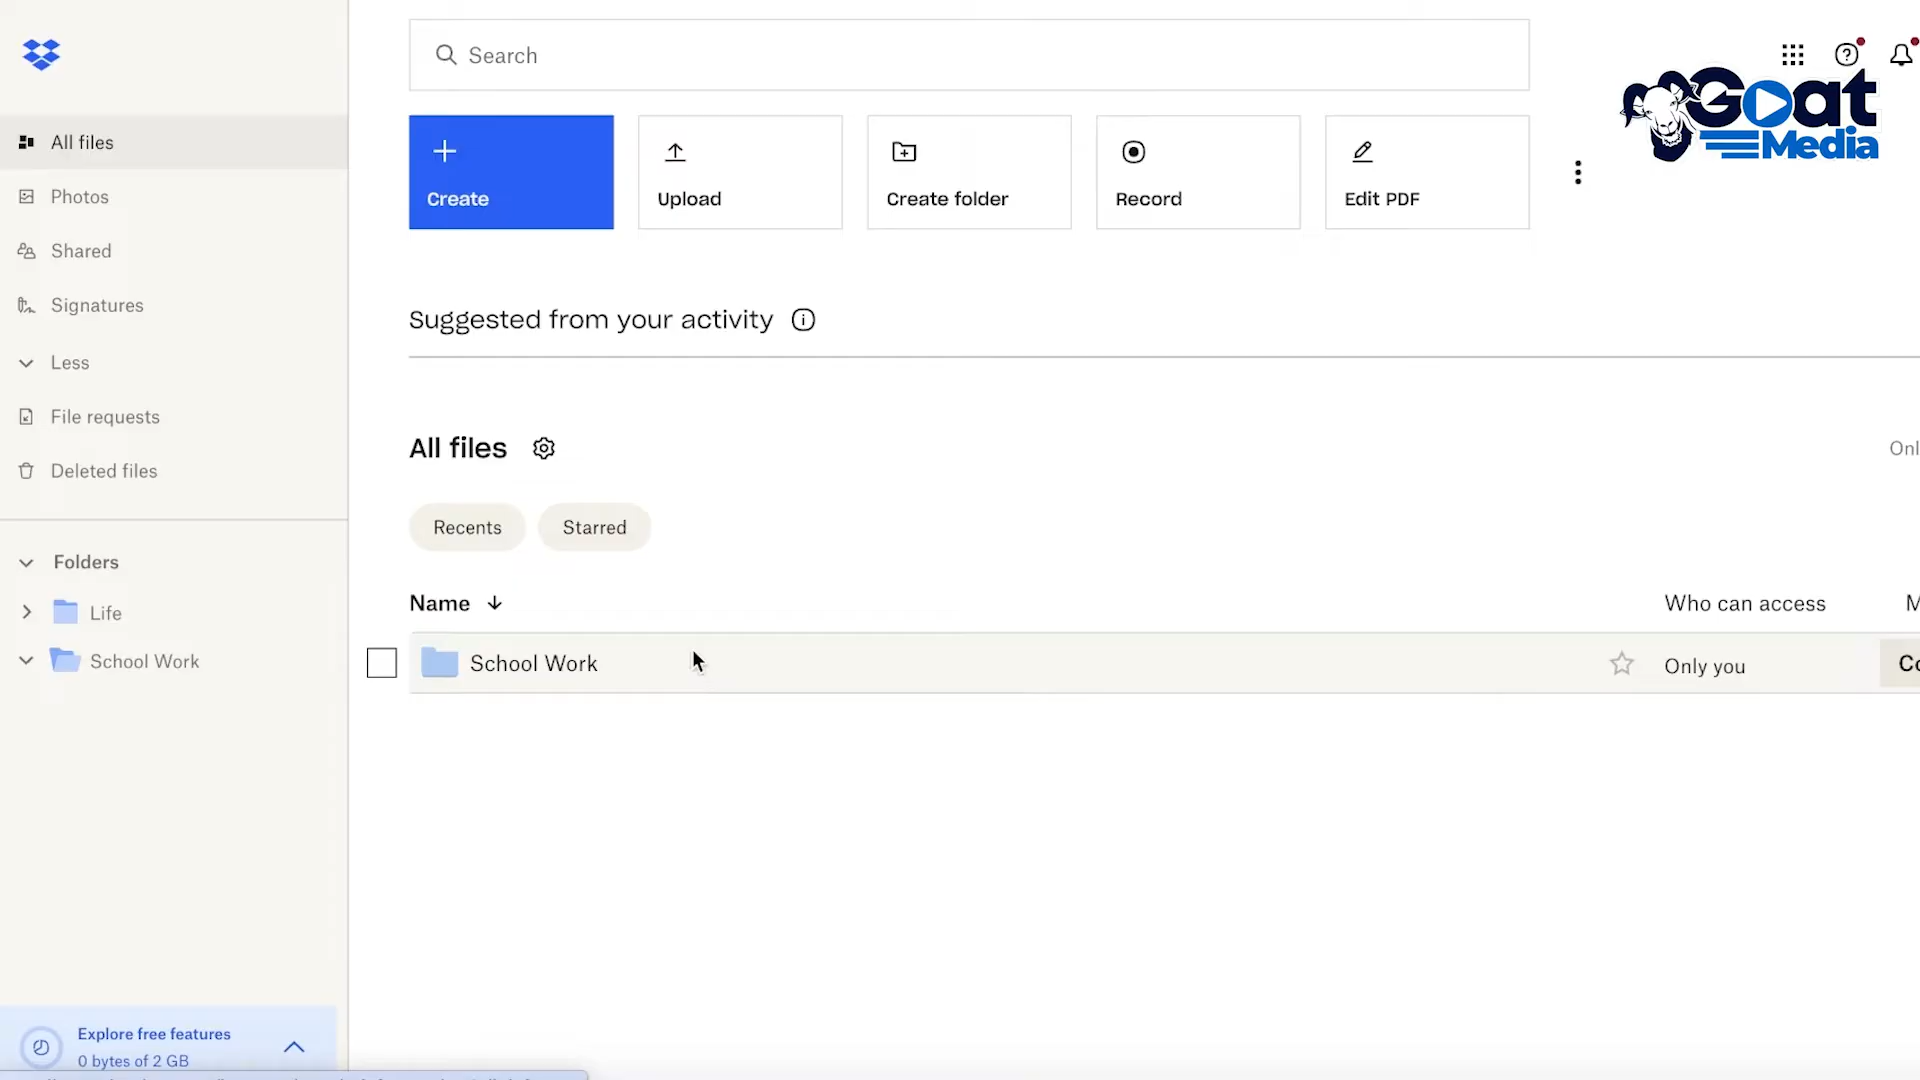 Search
Goat
Media
All files
Photos
Shared
Signatures
Less
File requests
Deleted files
Folders
Life
School Work
Explore free features
0 bytes of 2 GB
Create
Upload
Create folder
Record
Edit PDF
Suggested from your activity
All files
Onl
Recents
Starred
Name
Who can access
M
School Work
Only you
Co